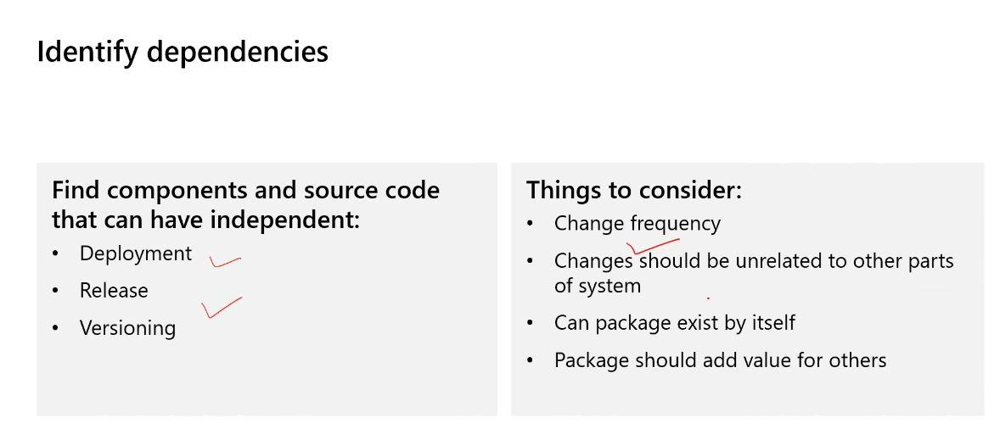 Identify dependencies
Find components and source code
that can have independent:
• Deployment
• Release
• Versioning
Things to consider:
• Change frequency
• Changes should be unrelated to other parts
of system
• Can package exist by itself
• Package should add value for others